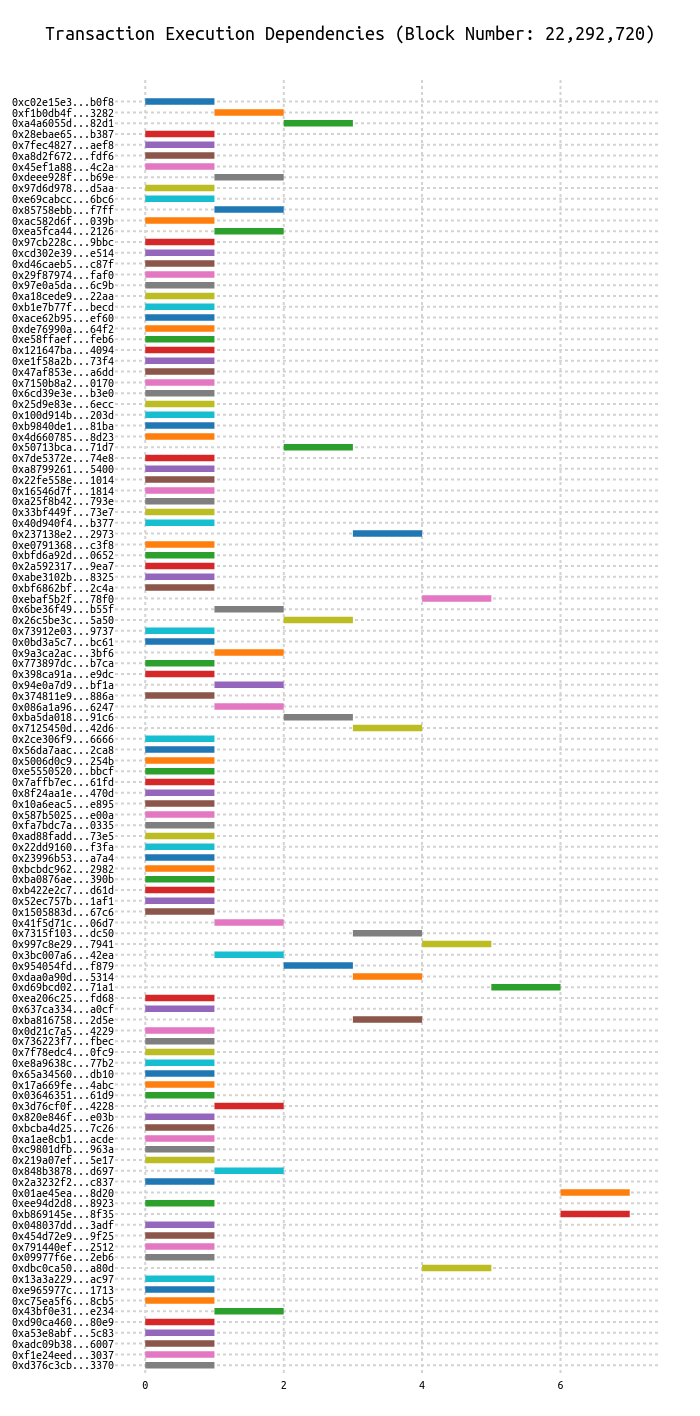 Transaction Execution Dependencies (Block Number: 22,292,720)
0xc02e15e3...b0f8
0xf1b0db4f...3282
0xa4a6055d...82d1
0x28ebae65...b387
0x7fec4827...aef8
0xa8d2f672...fdf6
0x45ef1a88...4c2a
0xdeee928f...b69e
0x97d6d978...d5aa
0xe69cabcc...6bc6
0x85758ebb...f7ff
0xac582d6f...039b
0xea5fca44...2126
0x97cb228c...9bbc
0xcd302e39...e514
0xd46caeb5...c87f
0x29f87974...faf0
0x97e0a5da...6c9b
0xa18cede9...22aa
0xb1e7b77f...becd
0xace62b95...ef60
0xde76990a...64f2
0xe58ffaef...feb6
0x121647ba...4094
0xe1f58a2b...73f4
0x47af853e...a6dd
0x7150b8a2...0170
0x6cd39e3e...b3e0
0x25d9e83e...6ecc
0x100d914b...203d
0xb9840de1...81ba
0x4d660785...8d23
0x50713bca...71d7
0x7de5372e...74e8
0xa8799261...5400
0x22fe558e...1014
0x16546d7f...1814
0xa25f8b42...793e
0x33bf449f...73e7
0x40d940f4...b377
0x237138e2...2973
0xe0791368...c3f8
0xbfd6a92d...0652
0x2a592317...9ea7
0xabe3102b...8325
0xbf6862bf...2c4a
0xebaf5b2f...78f0
0x6be36f49...b55f
0x26c5be3c...5a50
0x73912e03...9737
0x0bd3a5c7...bc61
0x9a3ca2ac...3bf6
0x773897dc...b7ca
0x398ca91a...e9dc
0x94e0a7d9...bf1a
0x374811e9...886a
0x086a1a96...6247
0xba5da018...91c6
0x7125450d...42d6
0x2ce306f9...6666
0x56da7aac...2ca8
0x5006d0c9...254b
0xe5550520...bbcf
0x7affb7ec...61fd
0x8f24aa1e...470d
0x10a6eac5...e895
0x587b5025...e00a
0xfa7bdc7a...0335
0xad88fadd...73e5
0x22dd9160...f3fa
0x23996b53...a7a4
0xbcbdc962...2982
0xba0876ae...390b
0xb422e2c7...d61d
0x52ec757b...1af1
0x1505883d...67c6
0x41f5d71c...06d7
0x7315f103...dc50
0x997c8e29...7941
0x3bc007a6...42ea
0x954054fd...f879
0xdaa0a90d...5314
0xd69bcd02...71a1
0xea206c25...fd68
0x637ca334...a0cf
0xba816758...2d5e
0x0d21c7a5...4229
0x736223f7...fbec
0x7f78edc4...0fc9
0xe8a9638c...77b2
0x65a34560...db10
0x17a669fe...4abc
0x03646351...61d9
0x3d76cf0f...4228
0x820e846f...e03b
0xbcba4d25...7c26
0xa1ae8cb1...acde
0xc9801dfb...963a
0x219a07ef...5e17
0x848b3878...d697
0x2a3232f2...c837
0x01ae45ea...8d20
0xee94d2d8...8923
0xb869145e...8f35
0x048037dd...3adf
0x454d72e9...9f25
0x791440ef...2512
0x09977f6e...2eb6
0xdbc0ca50...a80d
0x13a3a229...ac97
0xe965977c...1713
0xc75ea5f6...8cb5
0x43bf0e31...e234
0xd90ca460...80e9
0xa53e8abf...5c83
0xadc09b38...6007
0xf1e24eed...3037
0xd376c3cb...3370
0 2 4 6